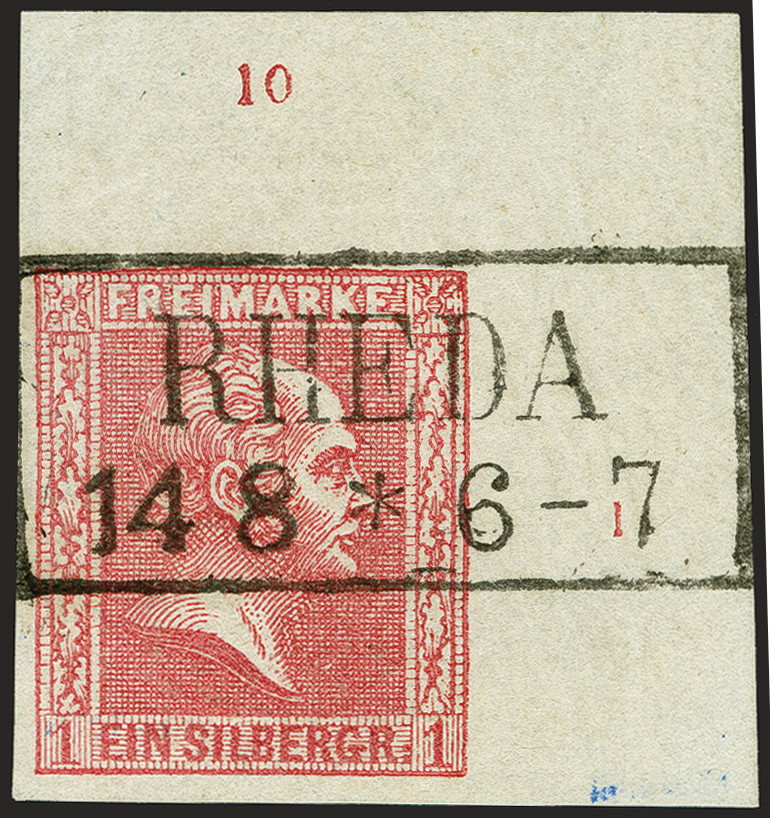 10
FREIMARKE
RHEDA
14 8 * 6-7
1
1 EIN SILBERGR. 1